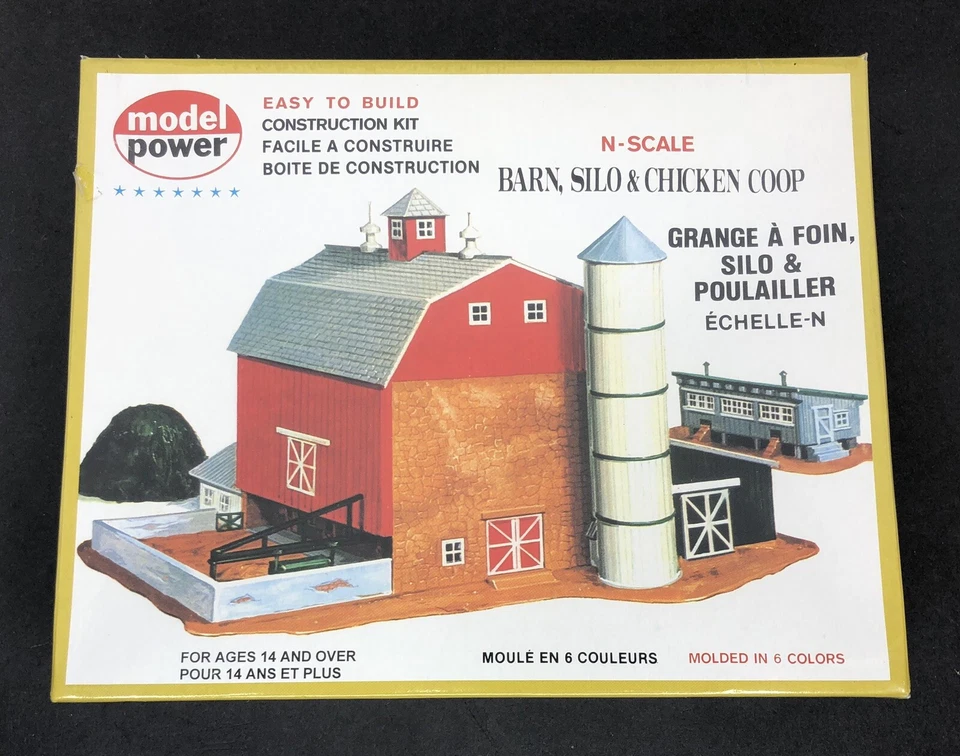 model
power
EASY TO BUILD
CONSTRUCTION KIT
FACILE A CONSTRUIRE
BOITE DE CONSTRUCTION
N-SCALE
BARN, SILO & CHICKEN COOP
GRANGE À FOIN,
SILO &
POULAILLER
ÉCHELLE-N
FOR AGES 14 AND OVER
POUR 14 ANS ET PLUS
MOULÉ EN 6 COULEURS
MOLDED IN 6 COLORS